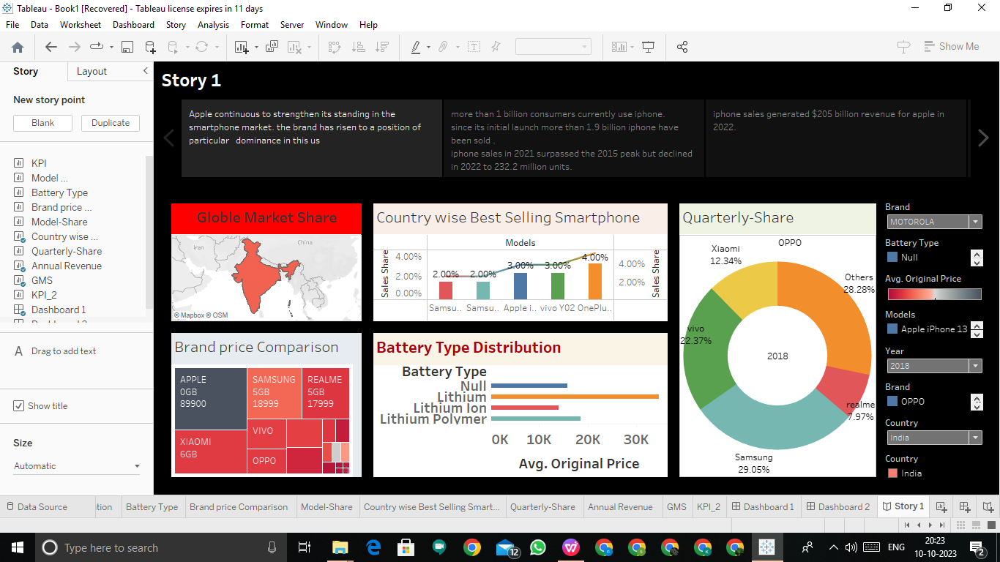 Tableau - Book1 [Recovered] - Tableau license expires in 11 days
File Data Worksheet Dashboard Story Analysis Format Server Window Help
Show Me
Story Layout
New story point
Blank Duplicate
KPI
Model ...
Battery Type
Brand price ...
Model-Share
Country wise ...
Quarterly-Share
Annual Revenue
GMS
KPI_2
Dashboard 1
A Drag to add text
Show title
Size
Automatic
Story 1
Apple continuous to strengthen its standing in the
smartphone market. the brand has risen to a position of
particular dominance in this us
more than 1 billion consumers currently use iphone.
since its initial launch more than 1.9 billion iphone have
been sold .
iphone sales in 2021 surpassed the 2015 peak but declined
in 2022 to 232.2 million units.
iphone sales generated $205 billion revenue for apple in
2022.
Globle Market Share
Iran
China
© Mapbox © OSM
Country wise Best Selling Smartphone
Models
Sales Share
4.00%
2.00%
0.00%
2.00% 2.00% 3.00% 3.00% 4.00%
4.00%
2.00%
Sales Share
Samsu.. Samsu.. Apple i.. vivo Y02 OnePlu..
Quarterly-Share
OPPO
Xiaomi
12.34%
Others
28.28%
vivo
22.37%
2018
realme
7.97%
Samsung
29.05%
Brand price Comparison
APPLE
0GB
89900
SAMSUNG
5GB
18999
REALME
5GB
17999
XIAOMI
6GB
VIVO
OPPO
Battery Type Distribution
Battery Type
Null
Lithium
Lithium Ion
Lithium Polymer
0K 10K 20K 30K
Avg. Original Price
Brand
MOTOROLA
Battery Type
Null
Avg. Original Price
Models
Apple iPhone 13
Year
2018
Brand
OPPO
Country
India
Country
India
Data Source tion Battery Type Brand price Comparison Model-Share Country wise Best Selling Smart... Quarterly-Share Annual Revenue GMS KPI_2 Dashboard 1 Dashboard 2 Story 1
Type here to search
12
ENG
20:23
10-10-2023
2